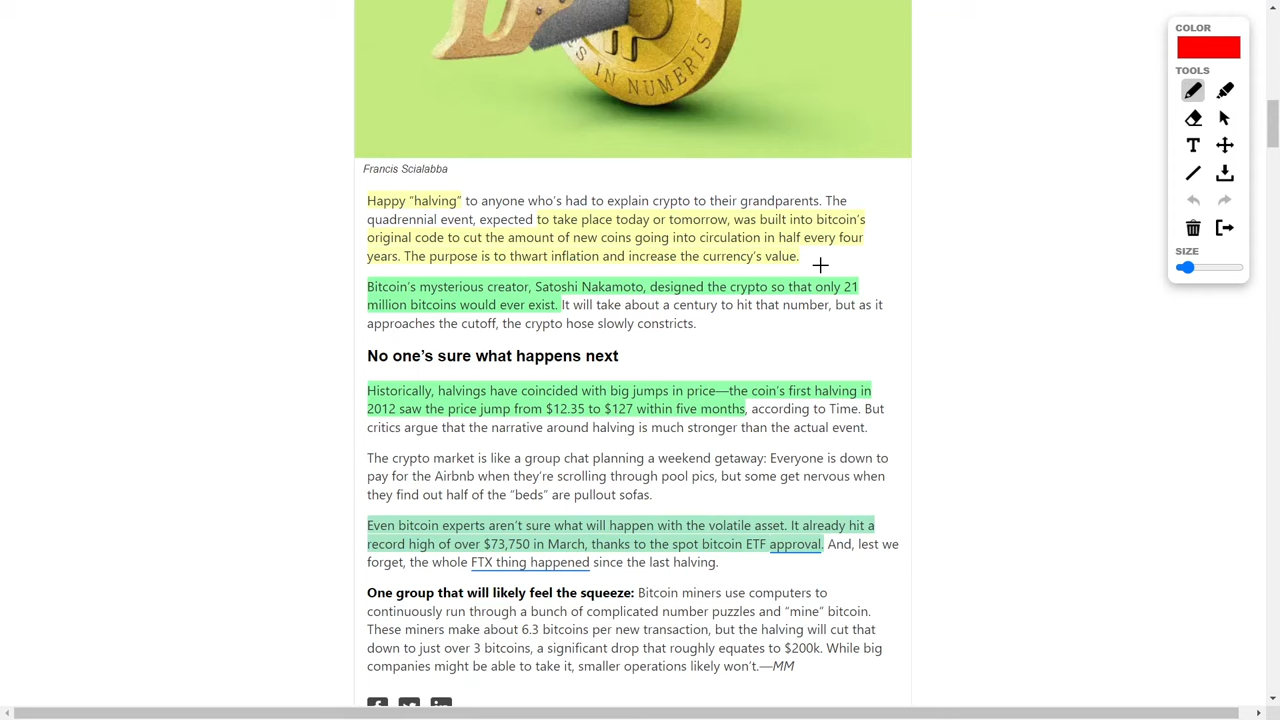 COLOR
TOOLS
T
SIZE
IN NUMERIS
Francis Scialabba
Happy “halving” to anyone who’s had to explain crypto to their grandparents. The
quadrennial event, expected to take place today or tomorrow, was built into bitcoin’s
original code to cut the amount of new coins going into circulation in half every four
years. The purpose is to thwart inflation and increase the currency’s value.
Bitcoin’s mysterious creator, Satoshi Nakamoto, designed the crypto so that only 21
million bitcoins would ever exist. It will take about a century to hit that number, but as it
approaches the cutoff, the crypto hose slowly constricts.
No one’s sure what happens next
Historically, halvings have coincided with big jumps in price—the coin’s first halving in
2012 saw the price jump from $12.35 to $127 within five months, according to Time. But
critics argue that the narrative around halving is much stronger than the actual event.
The crypto market is like a group chat planning a weekend getaway: Everyone is down to
pay for the Airbnb when they’re scrolling through pool pics, but some get nervous when
they find out half of the “beds” are pullout sofas.
Even bitcoin experts aren’t sure what will happen with the volatile asset. It already hit a
record high of over $73,750 in March, thanks to the spot bitcoin ETF approval. And, lest we
forget, the whole FTX thing happened since the last halving.
One group that will likely feel the squeeze: Bitcoin miners use computers to
continuously run through a bunch of complicated number puzzles and “mine” bitcoin.
These miners make about 6.3 bitcoins per new transaction, but the halving will cut that
down to just over 3 bitcoins, a significant drop that roughly equates to $200k. While big
companies might be able to take it, smaller operations likely won’t.—MM